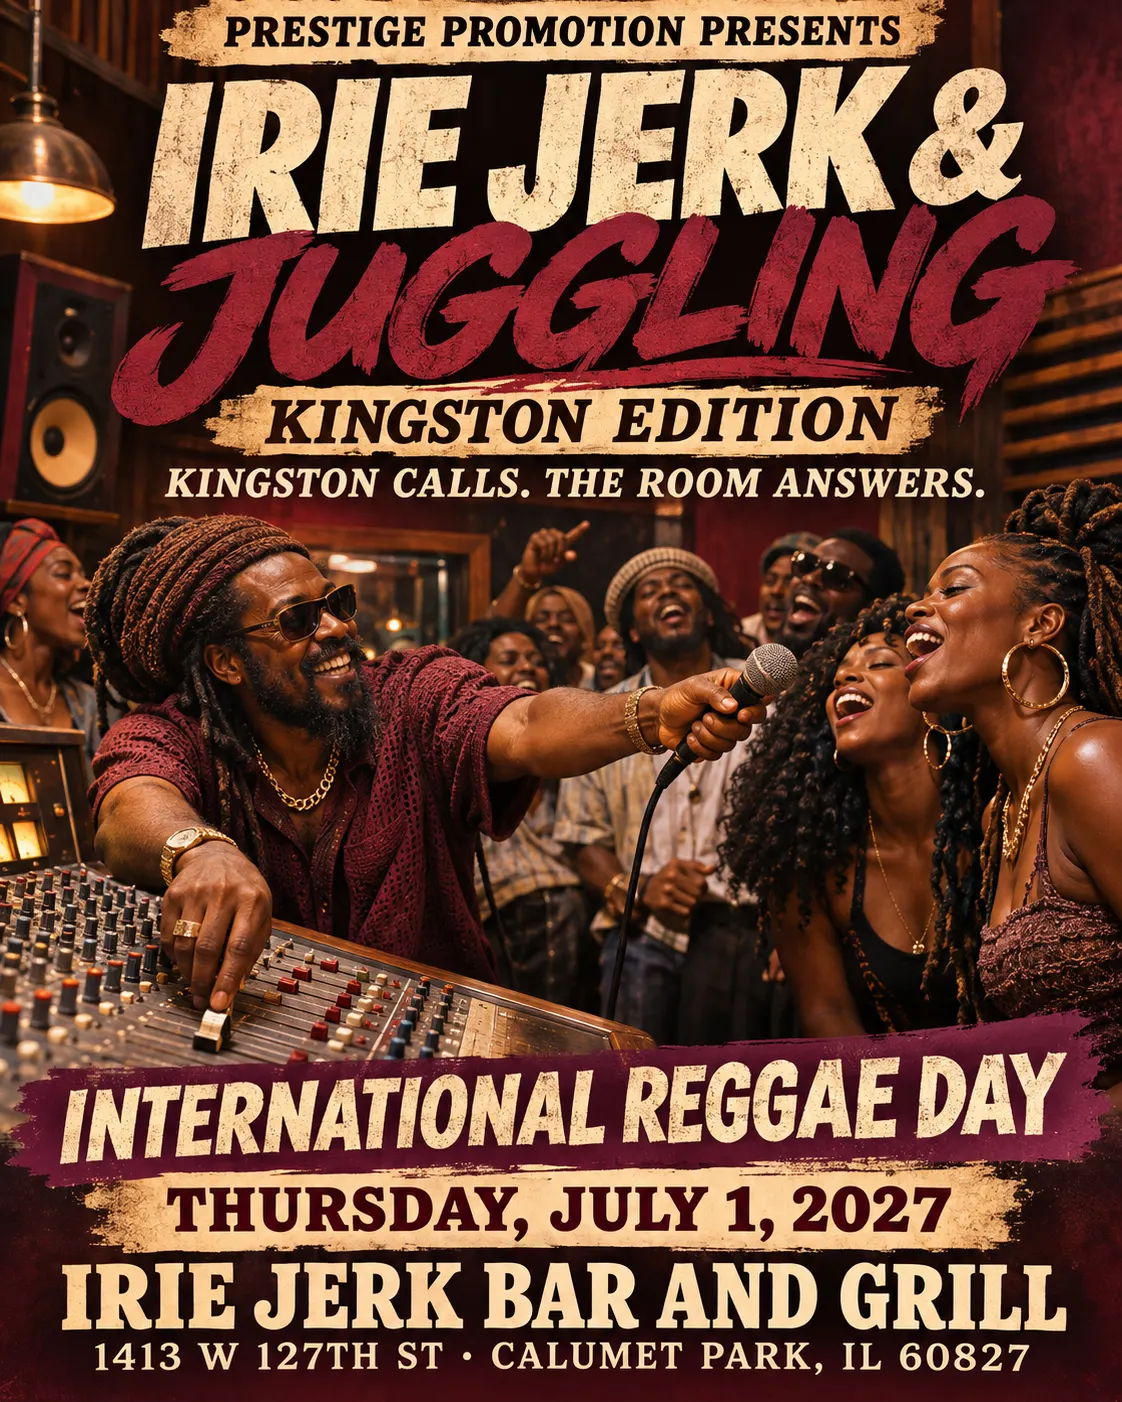 PRESTIGE PROMOTION PRESENTS
IRIE JERK &
JUGGLING
KINGSTON EDITION
KINGSTON CALLS. THE ROOM ANSWERS.
INTERNATIONAL REGGAE DAY
THURSDAY, JULY 1, 2027
IRIE JERK BAR AND GRILL
1413 W 127TH ST · CALUMET PARK, IL 60827